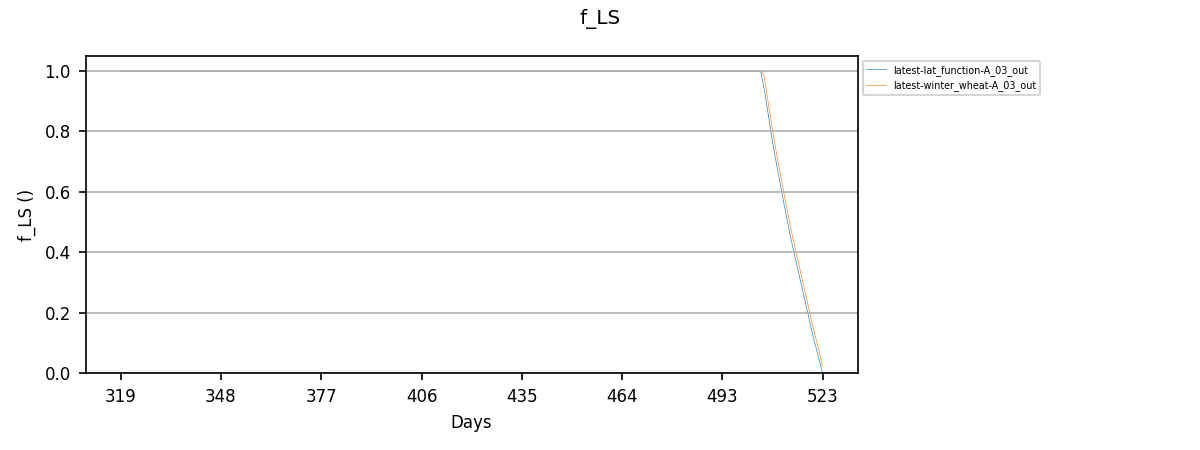 f_LS
1.0
0.8
0.6
0.4
0.2
0.0
f_LS ()
319 348 377 406 435 464 493 523
Days
latest-lat_function-A_03_out
latest-winter_wheat-A_03_out